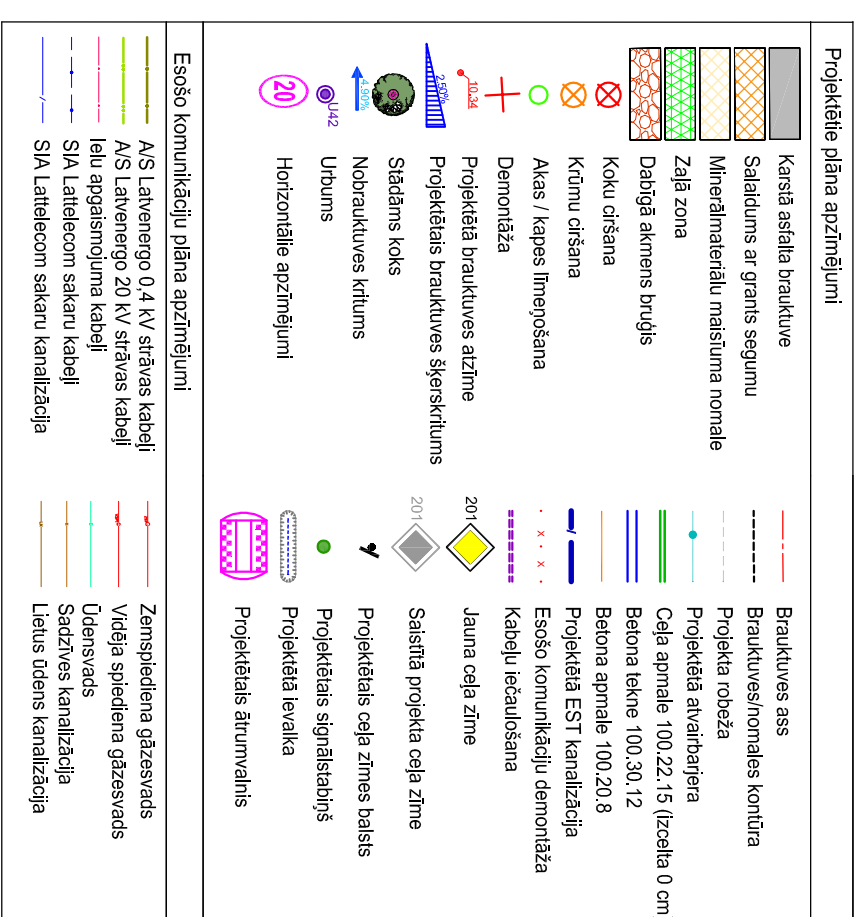 Projektētie plāna apzīmējumi
Karstā asfalta brauktuve
Salaidums ar grants segumu
Minerālmateriālu maisījuma nomale
Zaļā zona
Dabīgā akmens bruģis
Koku ciršana
Krūmu ciršana
Akas / kapes līmeņošana
Demontāža
10.34
Projektētā brauktuves atzīme
2.50%
Projektētais brauktuves šķerskritums
Stādāms koks
4.90%
Nobrauktuves kritums
U42
Urbums
20
Horizontālie apzīmējumi
Brauktuves ass
Brauktuves/nomales kontūra
Projekta robeža
Projektētā atvairbarjera
Ceļa apmale 100.22.15 (izcelta 0 cm
Betona tekne 100.30.12
Betona apmale 100.20.8
Projektētā EST kanalizācija
x x
Esošo komunikāciju demontāža
Kabeļu iečaulošana
201
Jauna ceļa zīme
201
Saistītā projekta ceļa zīme
Projektētais ceļa zīmes balsts
Projektētais signālstabiņš
Projektētā ievalka
Projektētais ātrumvalnis
Esošo komunikāciju plāna apzīmējumi
A/S Latvenergo 0,4 kV strāvas kabeļi
A/S Latvenergo 20 kV strāvas kabeļi
Ielu apgaismojuma kabeļi
SIA Lattelecom sakaru kabeļi
SIA Lattelecom sakaru kanalizācija
Zemspiediena gāzesvads
Vidēja spiediena gāzesvads
Ūdensvads
Sadzīves kanalizācija
Lietus ūdens kanalizācija